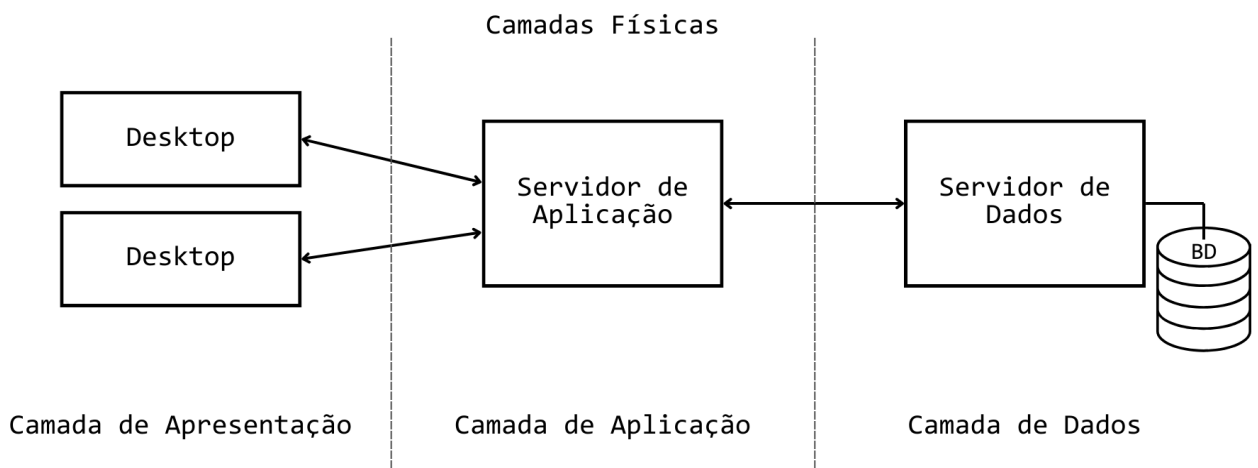 Camadas Físicas
Desktop
Desktop
Servidor de
Aplicação
Servidor de
Dados
BD
Camada de Apresentação
Camada de Aplicação
Camada de Dados